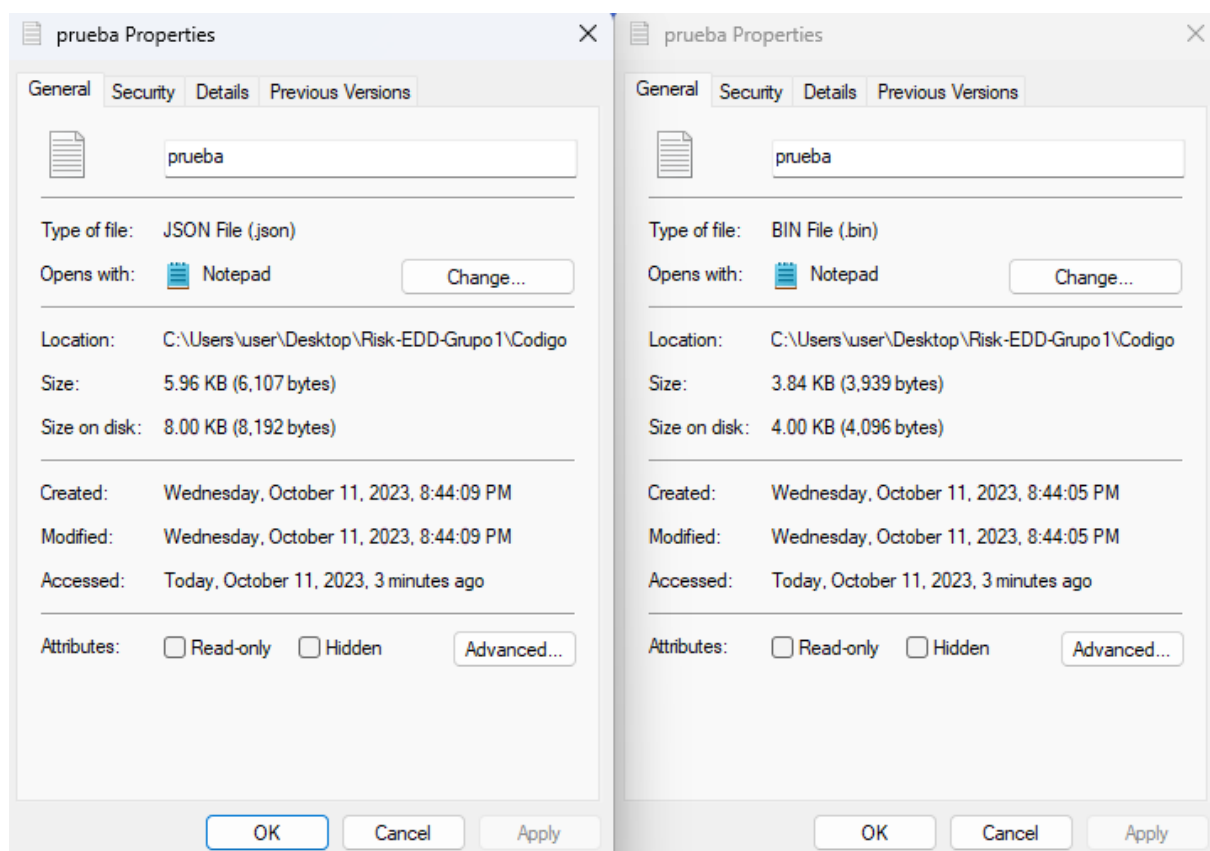 prueba Properties
General Security Details Previous Versions
prueba
Type of file: JSON File (.json)
Opens with: Notepad Change...
Location: C:\Users\user\Desktop\Risk-EDD-Grupo1\Codigo
Size: 5.96 KB (6,107 bytes)
Size on disk: 8.00 KB (8,192 bytes)
Created: Wednesday, October 11, 2023, 8:44:09 PM
Modified: Wednesday, October 11, 2023, 8:44:09 PM
Accessed: Today, October 11, 2023, 3 minutes ago
Attributes: Read-only Hidden Advanced...
OK Cancel Apply
prueba Properties
General Security Details Previous Versions
prueba
Type of file: BIN File (.bin)
Opens with: Notepad Change...
Location: C:\Users\user\Desktop\Risk-EDD-Grupo1\Codigo
Size: 3.84 KB (3,939 bytes)
Size on disk: 4.00 KB (4,096 bytes)
Created: Wednesday, October 11, 2023, 8:44:05 PM
Modified: Wednesday, October 11, 2023, 8:44:05 PM
Accessed: Today, October 11, 2023, 3 minutes ago
Attributes: Read-only Hidden Advanced...
OK Cancel Apply